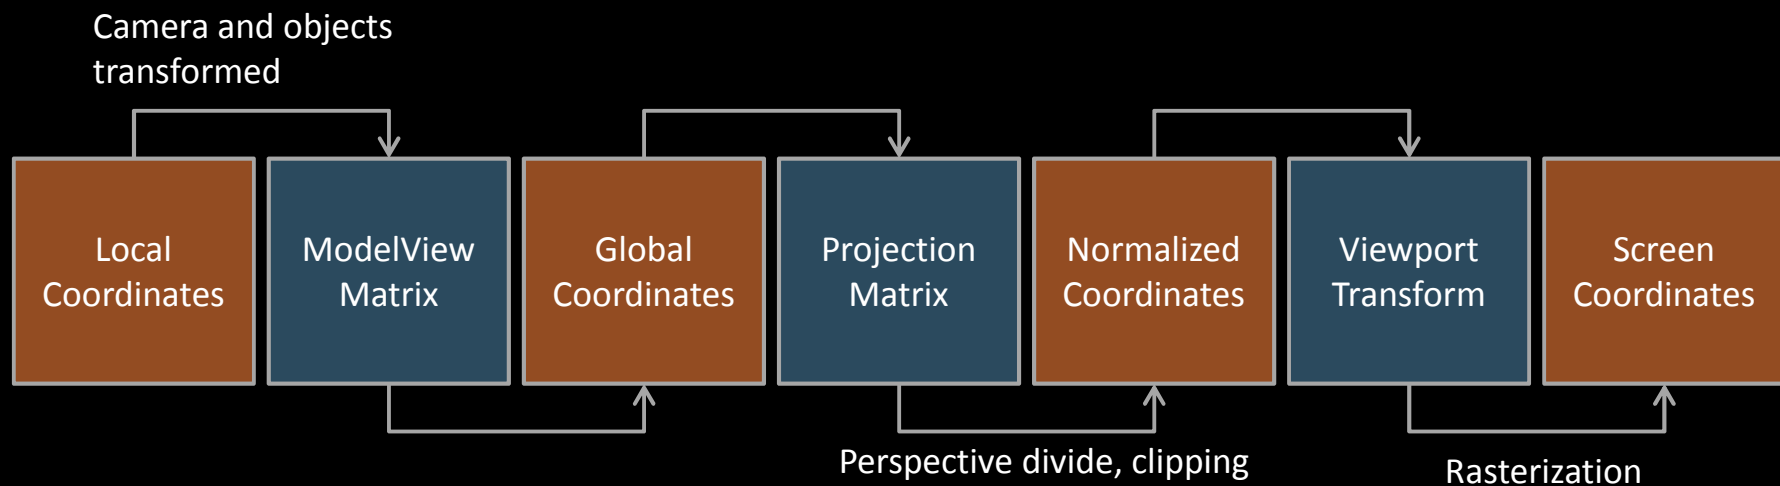 Camera and objects
transformed
Local
Coordinates
ModelView
Matrix
Global
Coordinates
Projection
Matrix
Normalized
Coordinates
Viewport
Transform
Screen
Coordinates
Perspective divide, clipping
Rasterization